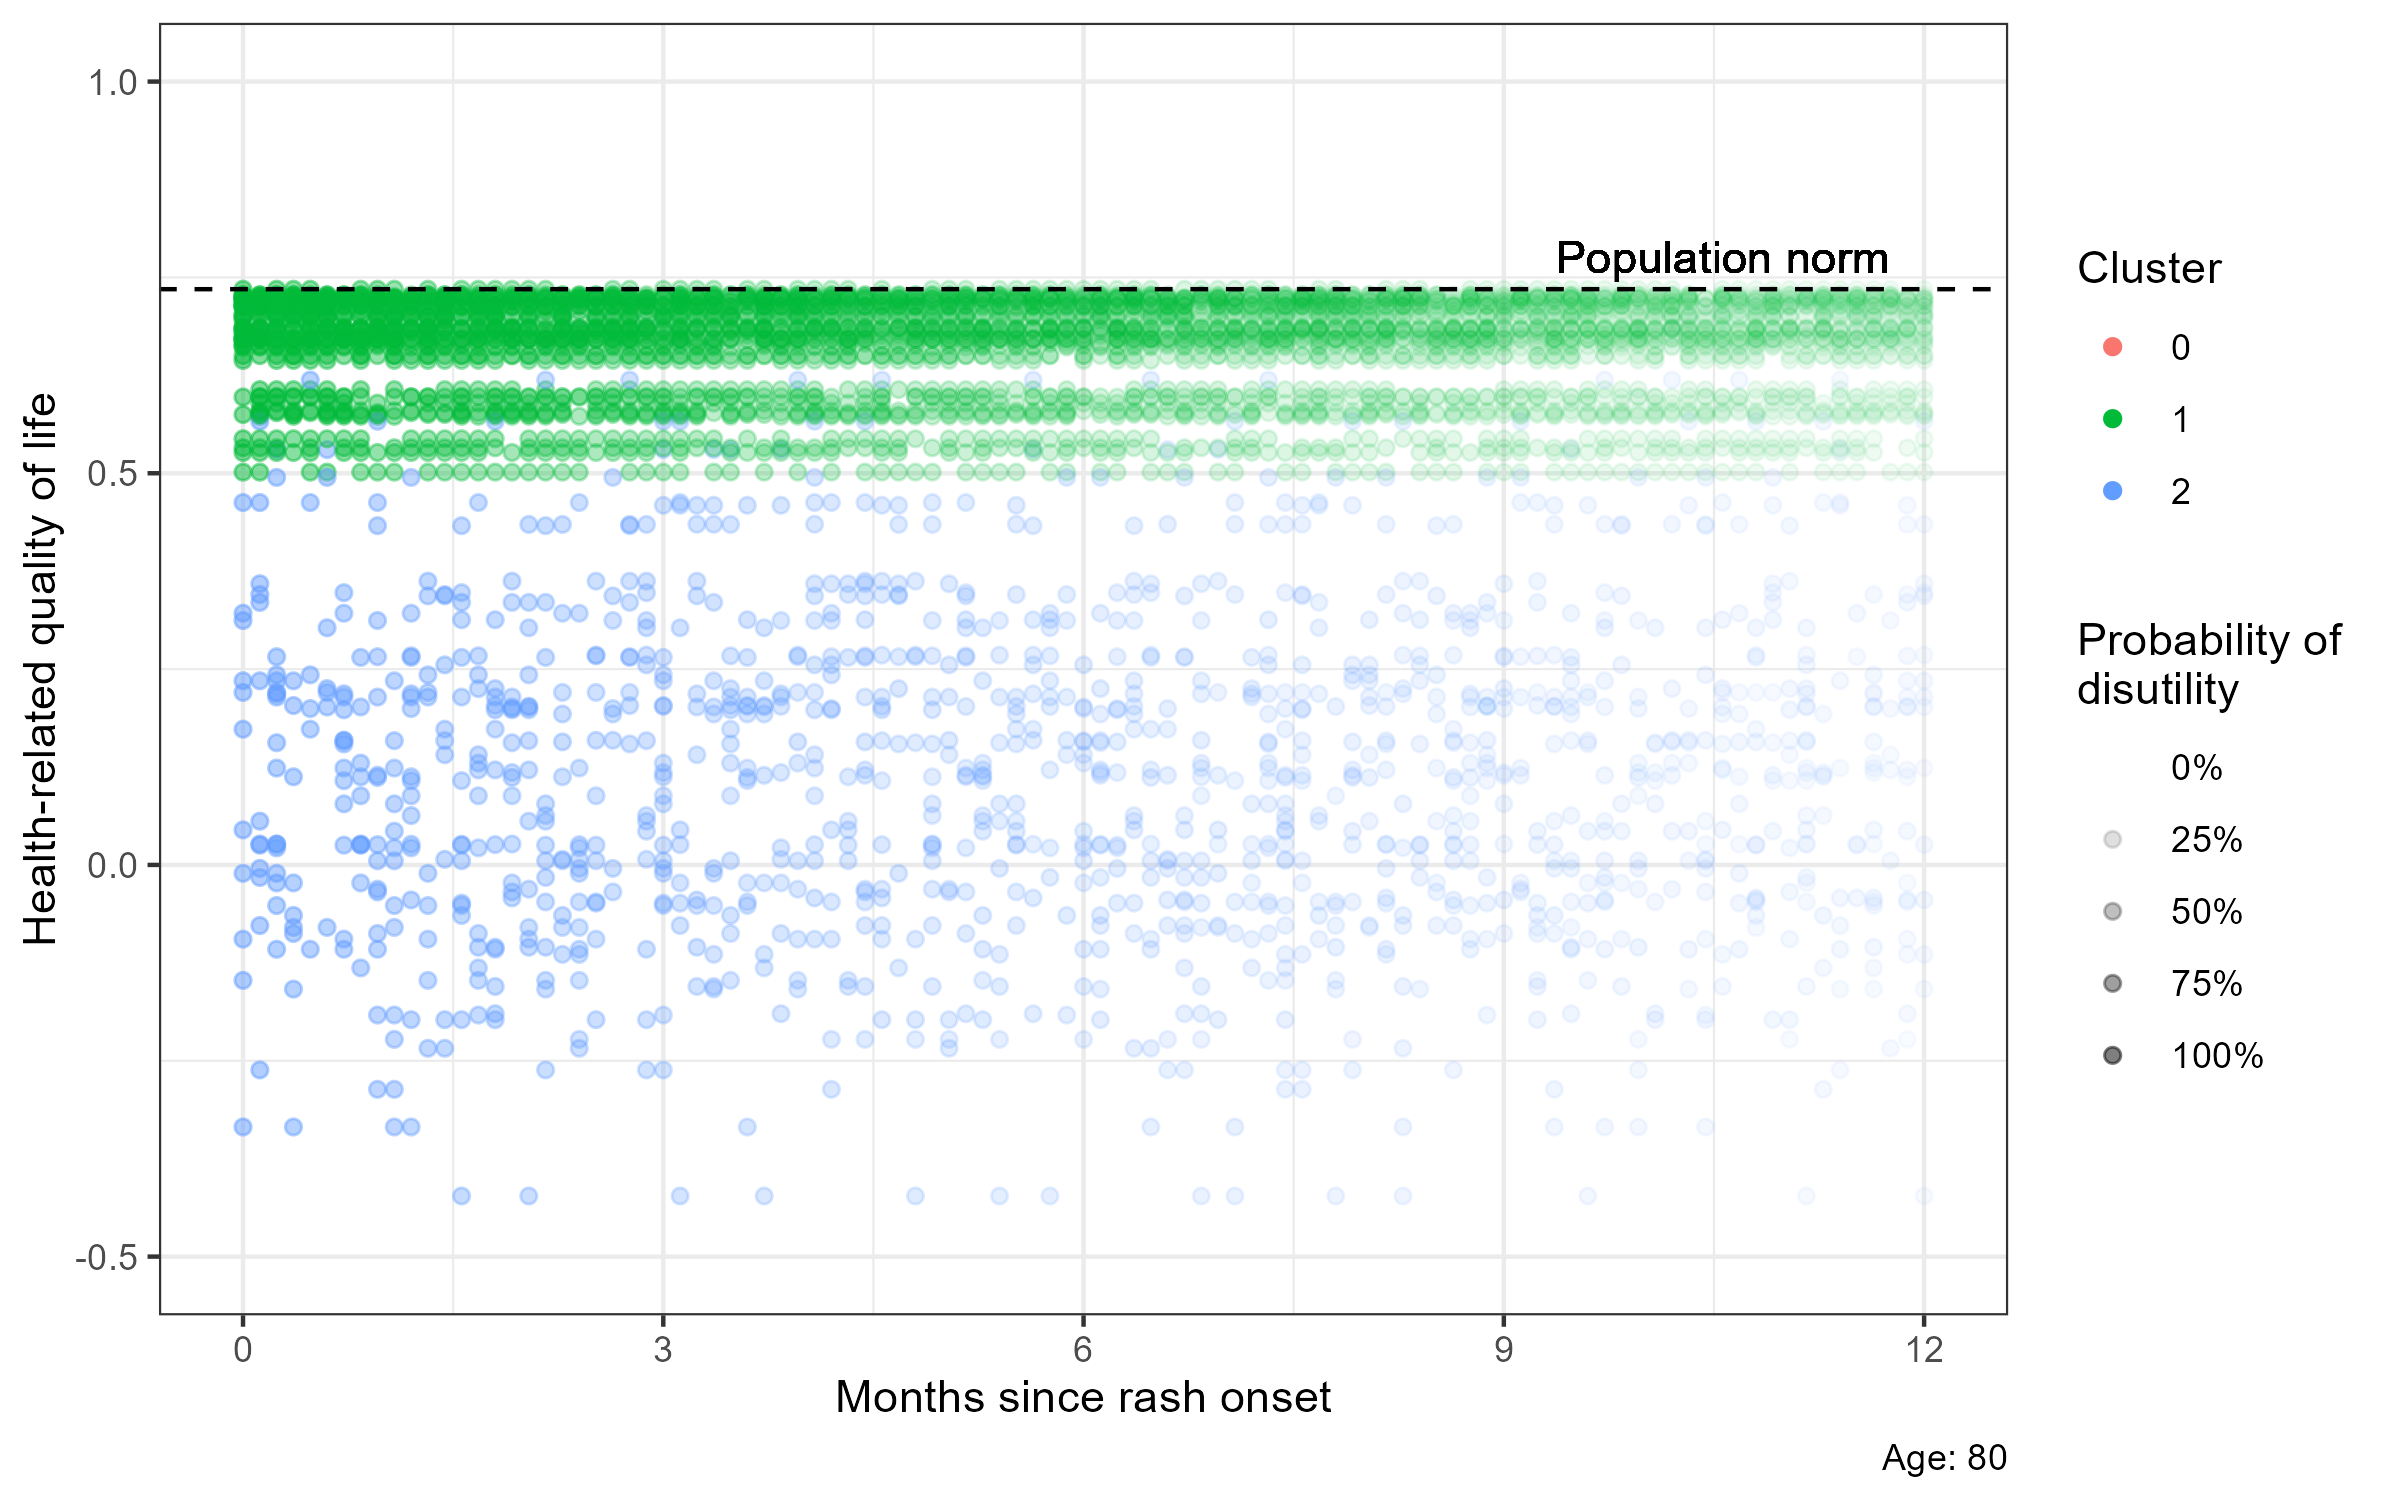 1.0
0.5
0.0
-0.5
Health-related quality of life
Population norm
0
3
6
9
12
Months since rash onset
Age: 80
Cluster
0
1
2
Probability of
disutility
0%
25%
50%
75%
100%